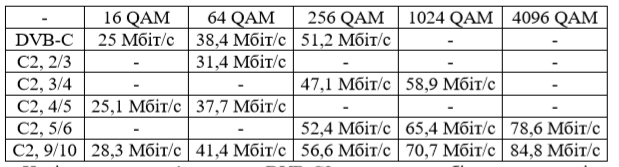 - 16 QAM 64 QAM 256 QAM 1024 QAM 4096 QAM
DVB-C 25 Мбіт/с 38,4 Мбіт/с 51,2 Мбіт/с - -
C2, 2/3 - 31,4 Мбіт/с - - -
C2, 3/4 - - 47,1 Мбіт/с 58,9 Мбіт/с -
C2, 4/5 25,1 Мбіт/с 37,7 Мбіт/с - - -
C2, 5/6 - - 52,4 Мбіт/с 65,4 Мбіт/с 78,6 Мбіт/с
C2, 9/10 28,3 Мбіт/с 41,4 Мбіт/с 56,6 Мбіт/с 70,7 Мбіт/с 84,8 Мбіт/с